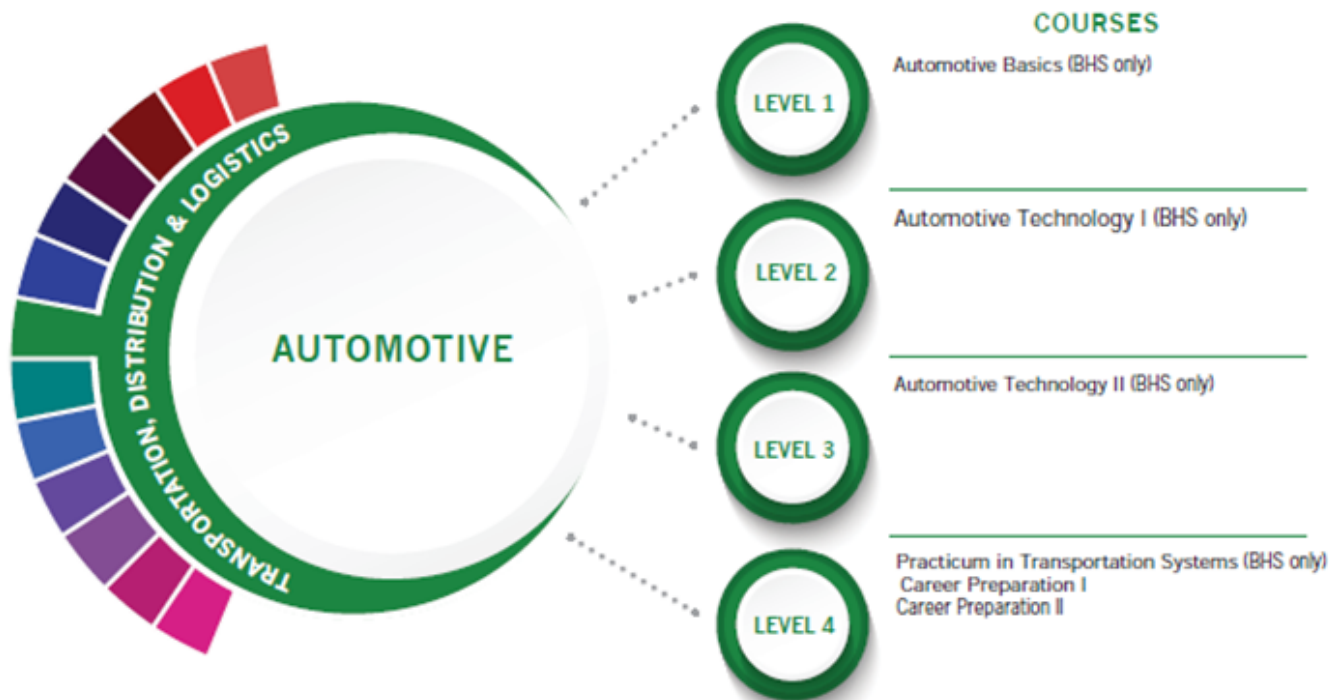 TRANSPORTATION, DISTRIBUTION & LOGISTICS
AUTOMOTIVE
COURSES
LEVEL 1
Automotive Basics (BHS only)
LEVEL 2
Automotive Technology I (BHS only)
LEVEL 3
Automotive Technology II (BHS only)
LEVEL 4
Practicum in Transportation Systems (BHS only)
Career Preparation I
Career Preparation II